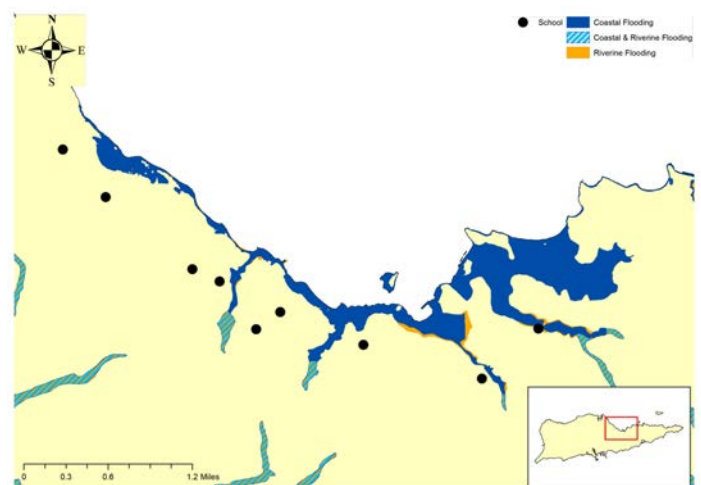 N
W E
S
School
Coastal Flooding
Coastal & Riverine Flooding
Riverine Flooding
0 0.3 0.6 1.2 Miles